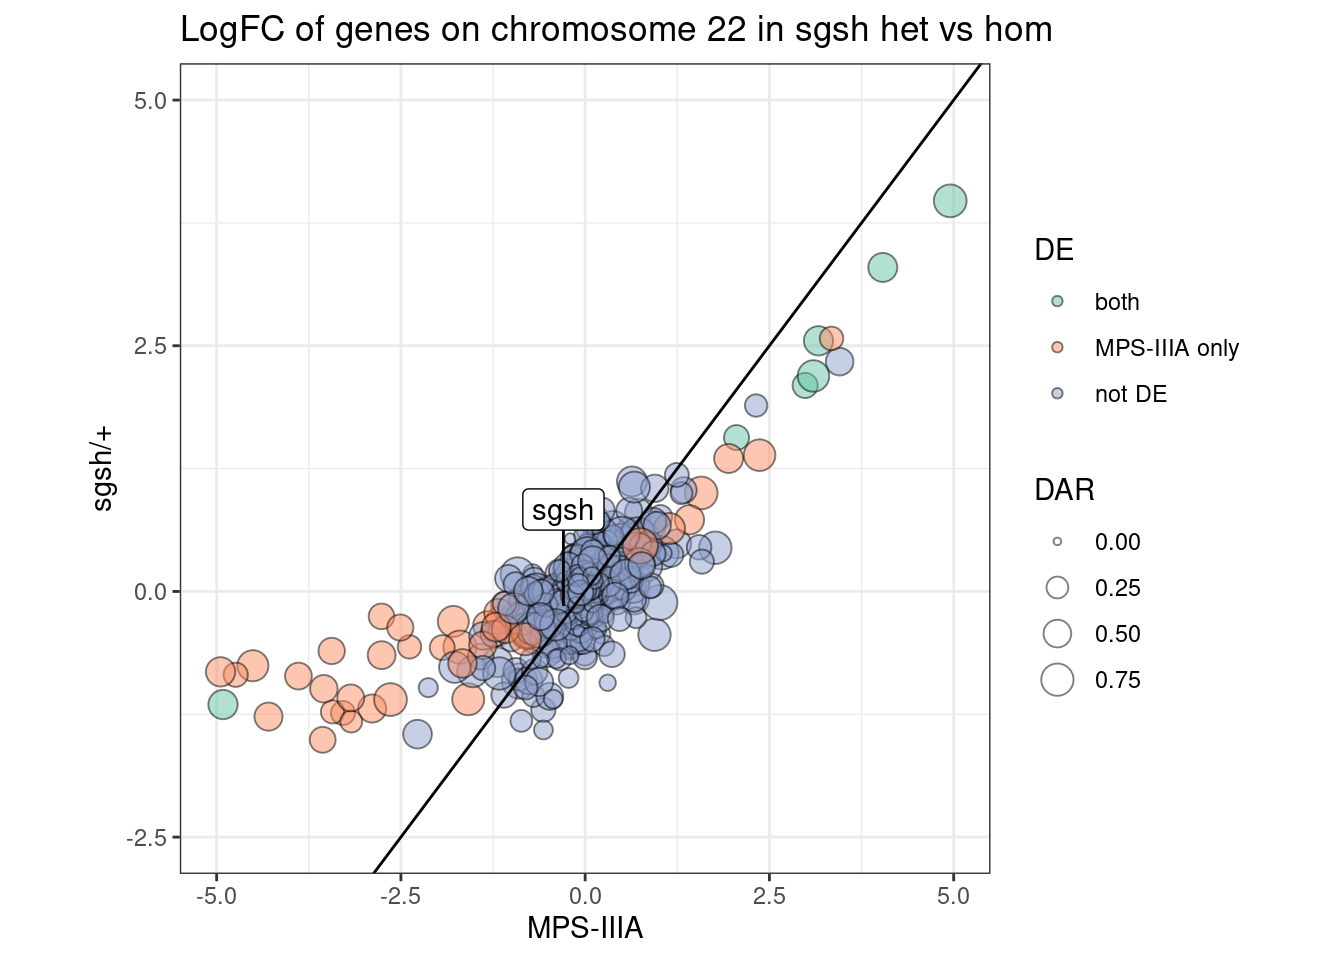 LogFC of genes on chromosome 22 in sgsh het vs hom
5.0
2.5
0.0
-2.5
sgsh/+
sgsh
-5.0
-2.5
0.0
2.5
5.0
MPS-IIIA
DE
both
MPS-IIIA only
not DE
DAR
0.00
0.25
0.50
0.75